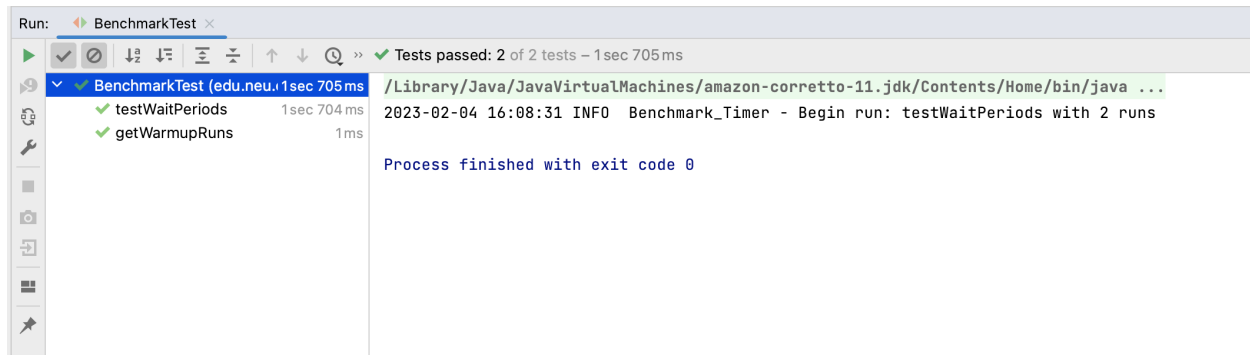 Run: BenchmarkTest
Tests passed: 2 of 2 tests – 1 sec 705 ms
BenchmarkTest (edu.neu. 1 sec 705 ms
testWaitPeriods 1 sec 704 ms
getWarmupRuns 1 ms
/Library/Java/JavaVirtualMachines/amazon-corretto-11.jdk/Contents/Home/bin/java ...
2023-02-04 16:08:31 INFO  Benchmark_Timer - Begin run: testWaitPeriods with 2 runs
Process finished with exit code 0